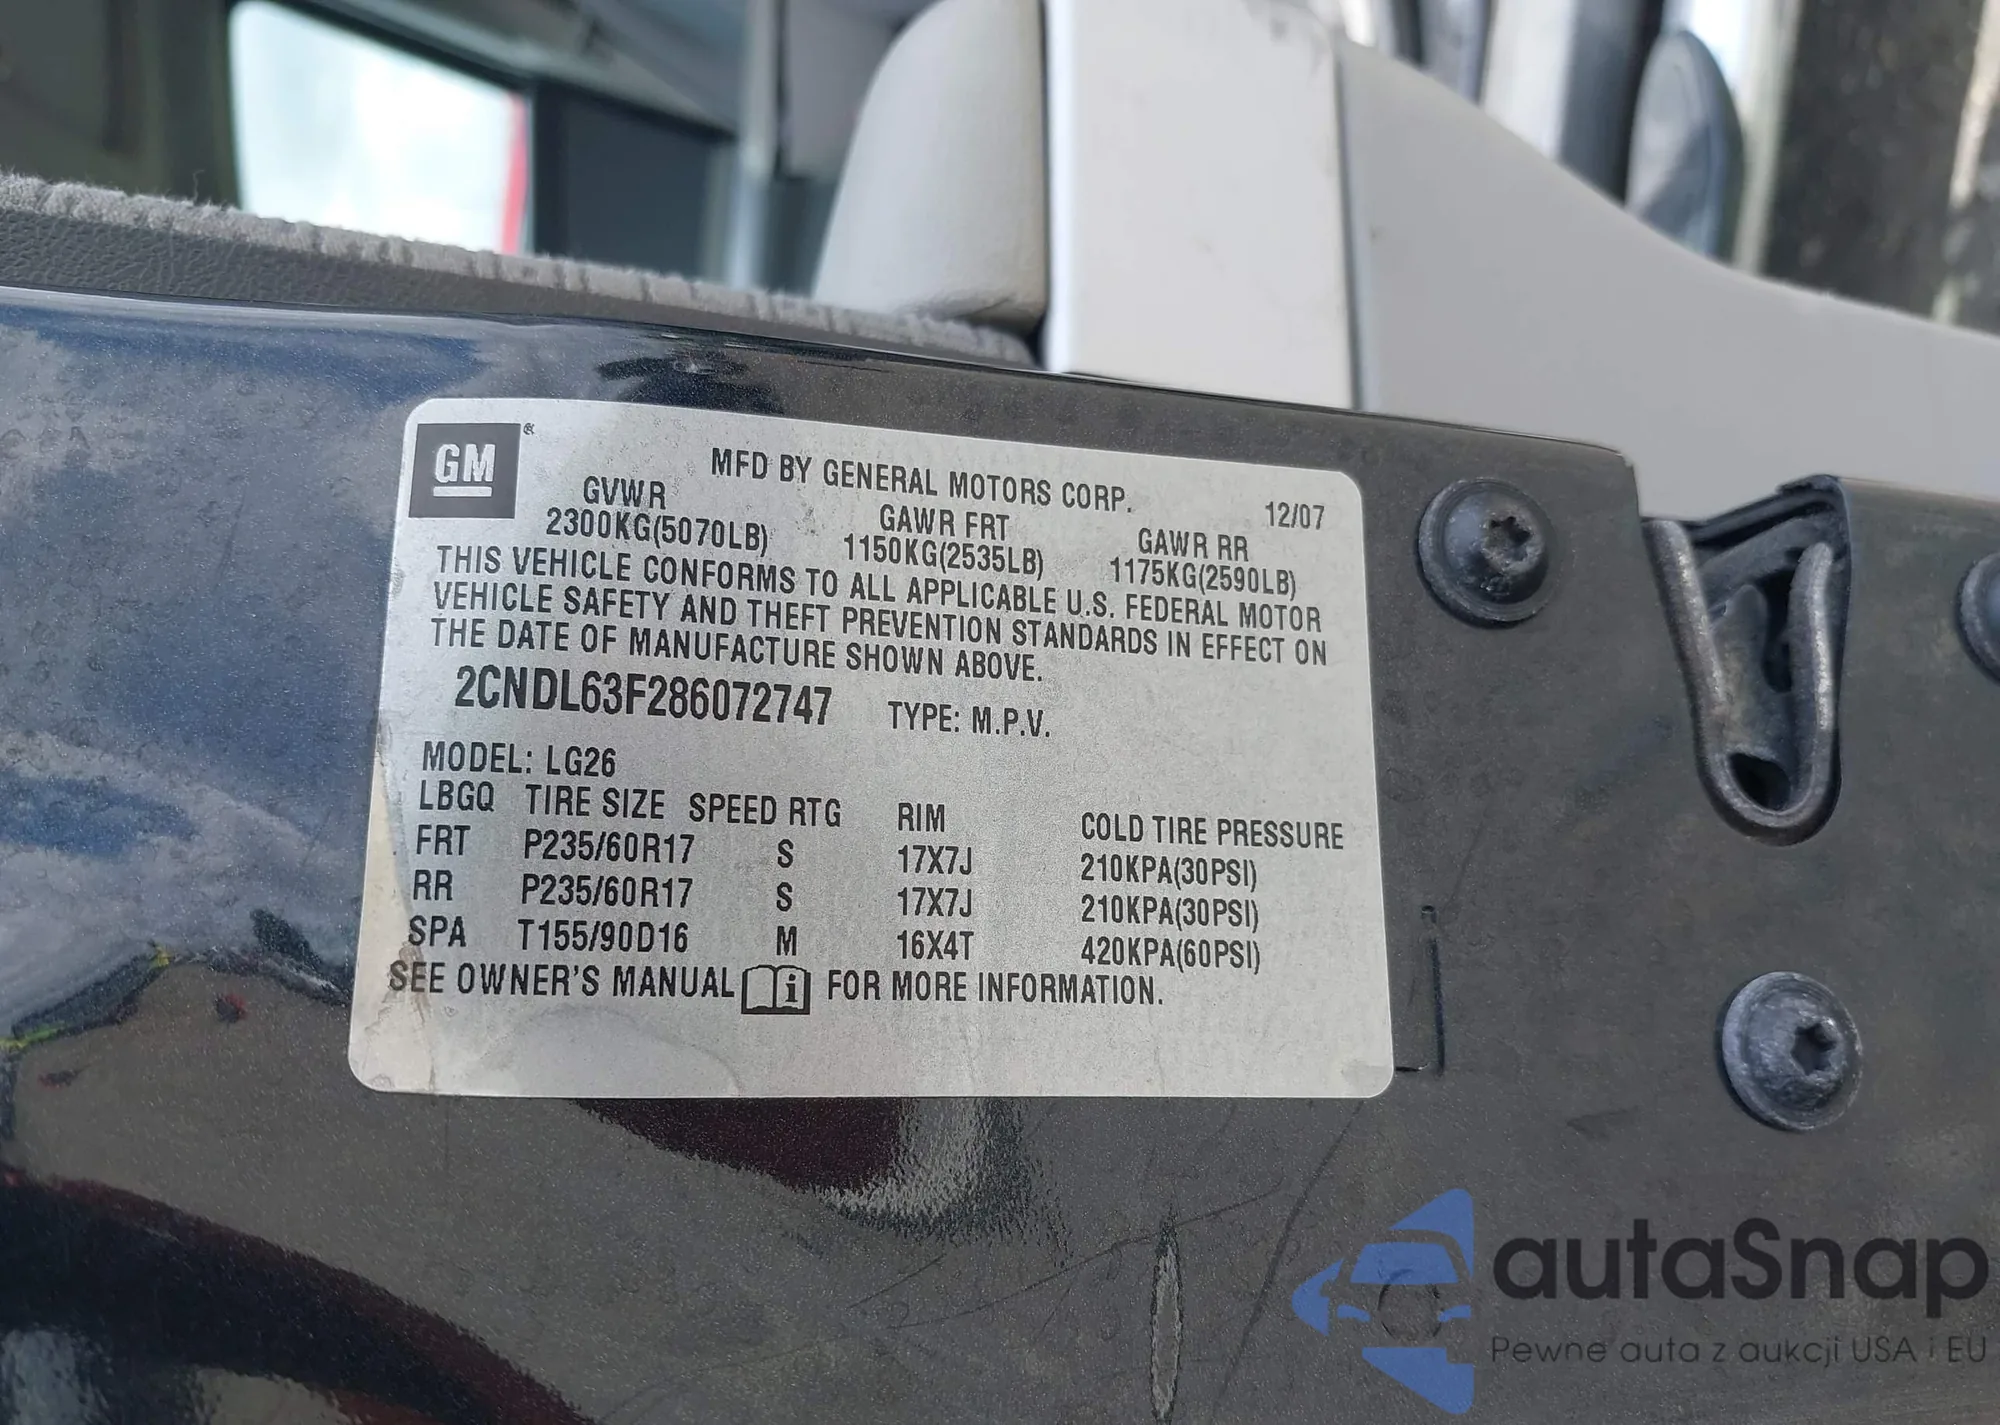 GM ®
MFD BY GENERAL MOTORS CORP. 12/07
GVWR GAWR FRT GAWR RR
2300KG(5070LB) 1150KG(2535LB) 1175KG(2590LB)
THIS VEHICLE CONFORMS TO ALL APPLICABLE U.S. FEDERAL MOTOR
VEHICLE SAFETY AND THEFT PREVENTION STANDARDS IN EFFECT ON
THE DATE OF MANUFACTURE SHOWN ABOVE.
2CNDL63F286072747 TYPE: M.P.V.
MODEL: LG26
LBGQ TIRE SIZE SPEED RTG RIM COLD TIRE PRESSURE
FRT P235/60R17 S 17X7J 210KPA(30PSI)
RR P235/60R17 S 17X7J 210KPA(30PSI)
SPA T155/90D16 M 16X4T 420KPA(60PSI)
SEE OWNER'S MANUAL i FOR MORE INFORMATION.
autaSnap
Pewne auta z aukcji USA i EU